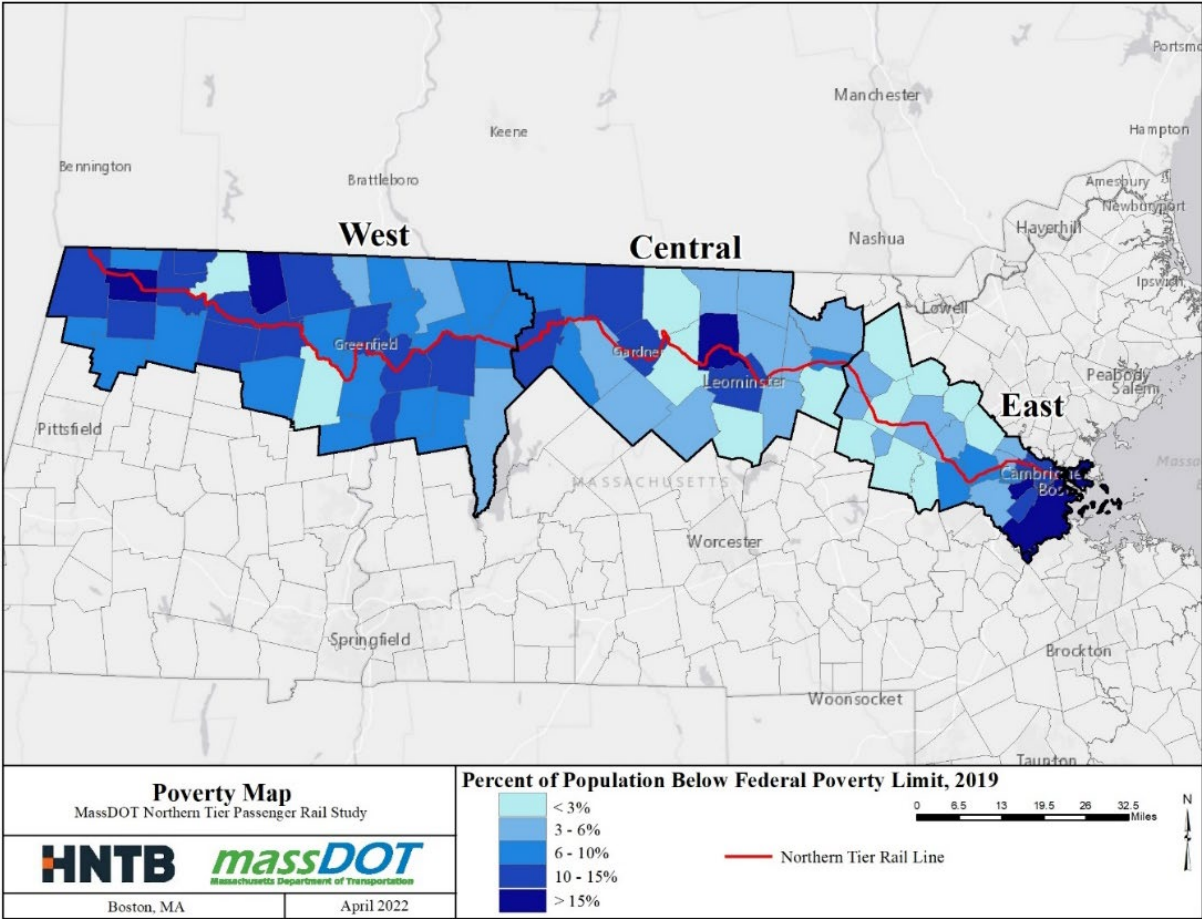 Portsmo
Manchester
Keene
Hampton
Bennington
Brattleboro
Amesbury
Newburyport
West
Central
Nashua
Haverhill
Ipswich
Lowell
Greenfield
Gardner
Leominster
Peabody
Salem
East
Pittsfield
Cambridge
Bos
Massa
MASSACHUSETTS
Worcester
Springfield
Brockton
Woonsocket
Taunton
Poverty Map
MassDOT Northern Tier Passenger Rail Study
HNTB
massDOT
Massachusetts Department of Transportation
Boston, MA
April 2022
Percent of Population Below Federal Poverty Limit, 2019
< 3%
3 - 6%
6 - 10%
10 - 15%
> 15%
Northern Tier Rail Line
0 6.5 13 19.5 26 32.5
Miles
N